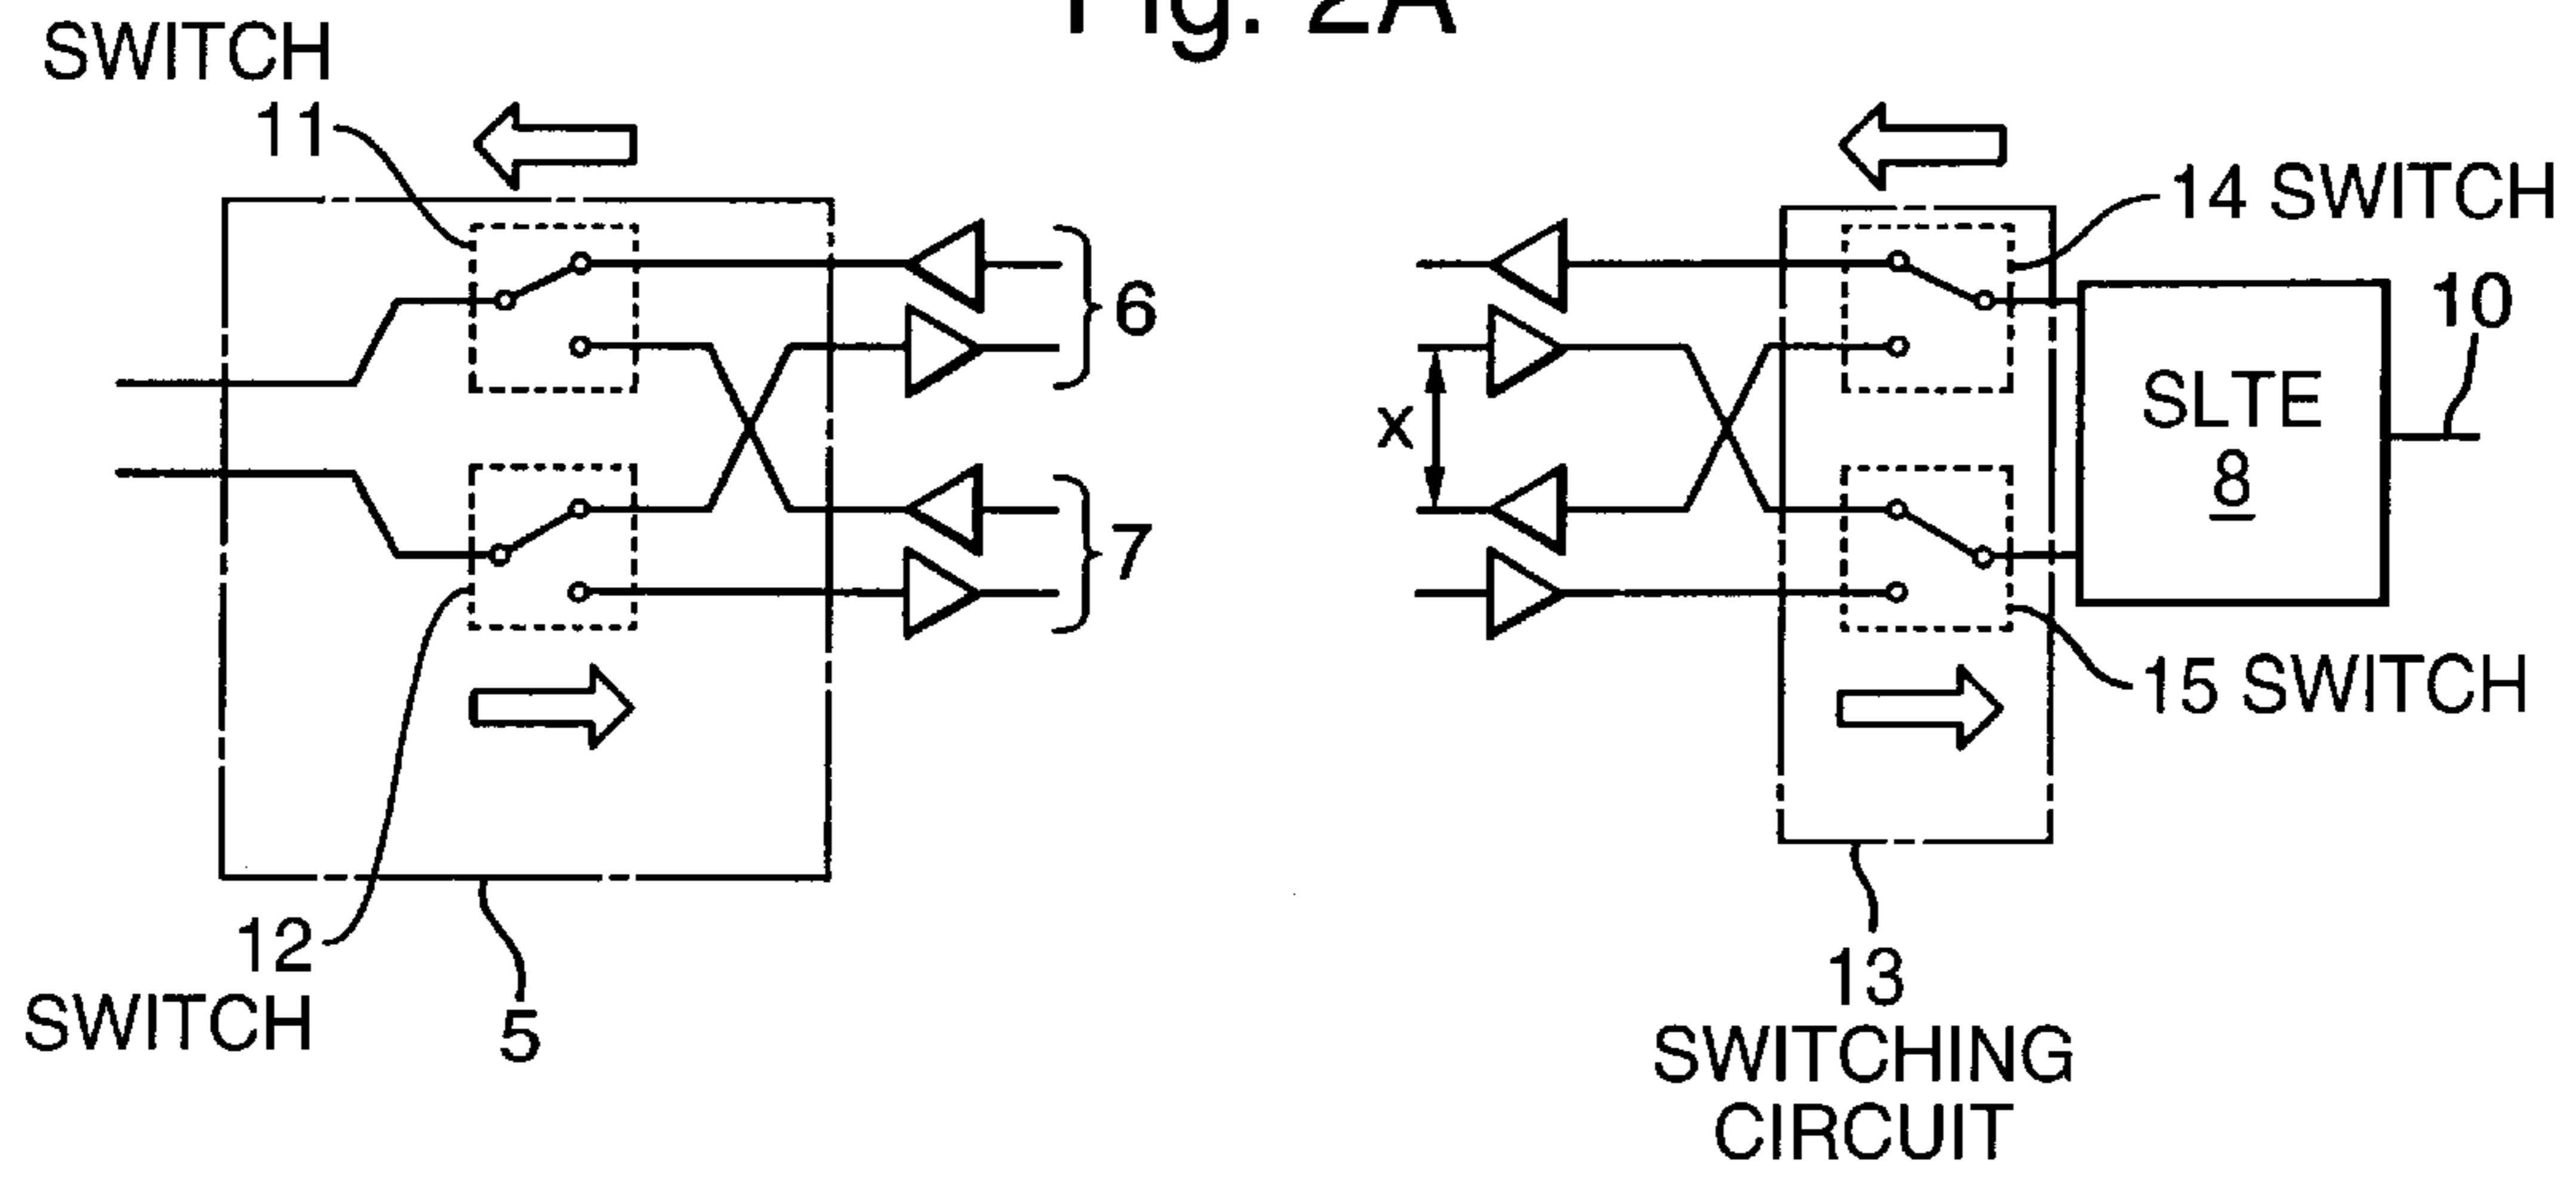 Fig. 2A
SWITCH
11
14 SWITCH
10
6
SLTE
8
x
7
15 SWITCH
12
SWITCH
5
13
SWITCHING
CIRCUIT